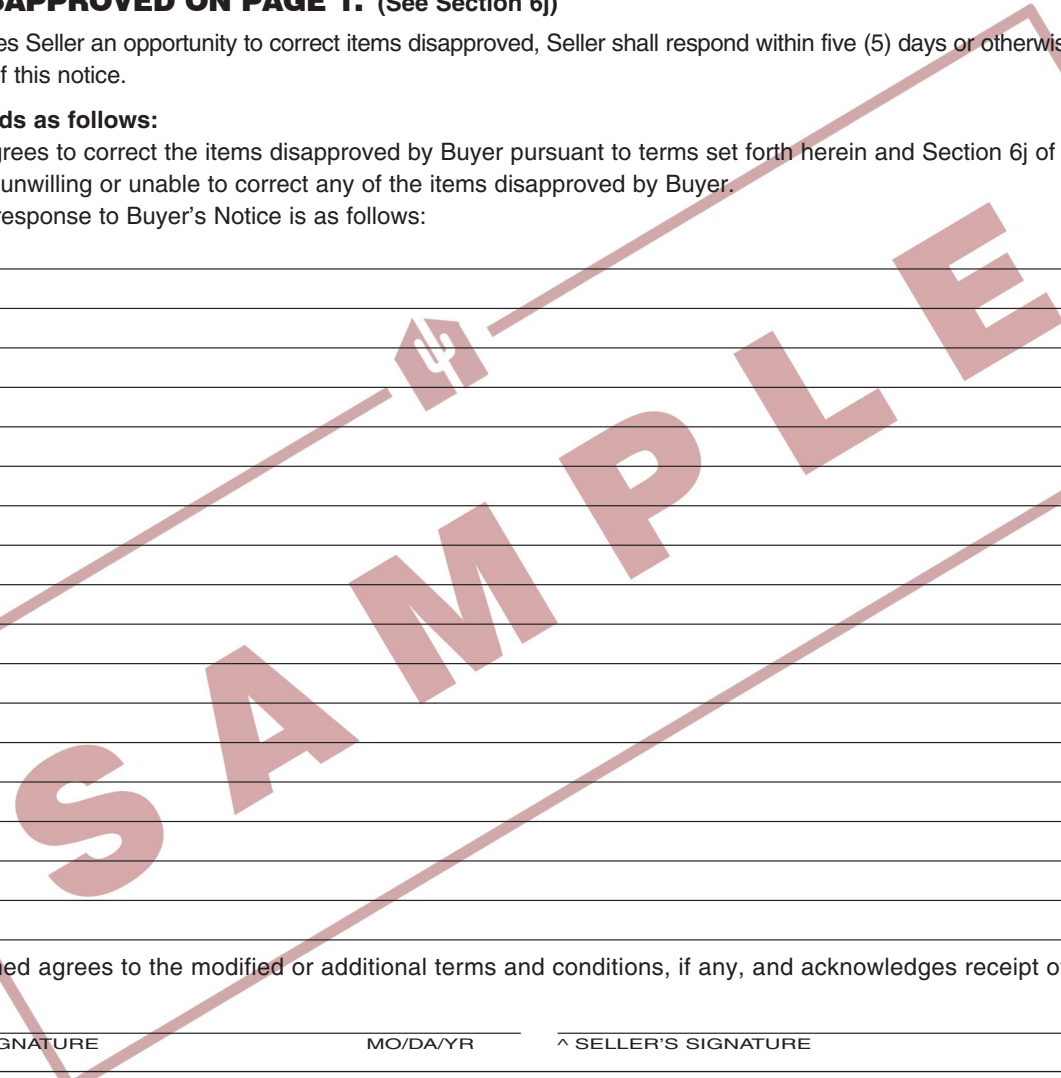 SAPPROVED ON PAGE 1. (See Section 6j)
es Seller an opportunity to correct items disapproved, Seller shall respond within five (5) days or otherwis
f this notice.
ds as follows:
grees to correct the items disapproved by Buyer pursuant to terms set forth herein and Section 6j of
unwilling or unable to correct any of the items disapproved by Buyer.
response to Buyer's Notice is as follows:
SAMPLE
ned agrees to the modified or additional terms and conditions, if any, and acknowledges receipt o
GNATURE MO/DA/YR ^ SELLER'S SIGNATURE